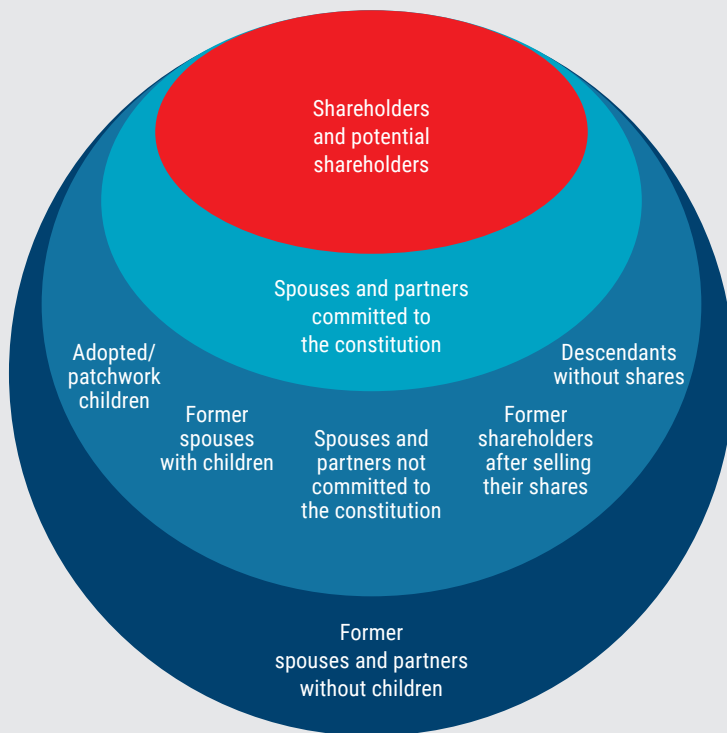 Shareholders
and potential
shareholders
Spouses and partners
committed to
the constitution
Adopted/
patchwork
children
Former
spouses
with children
Spouses and
partners not
committed to
the constitution
Former
shareholders
after selling
their shares
Descendants
without shares
Former
spouses and partners
without children